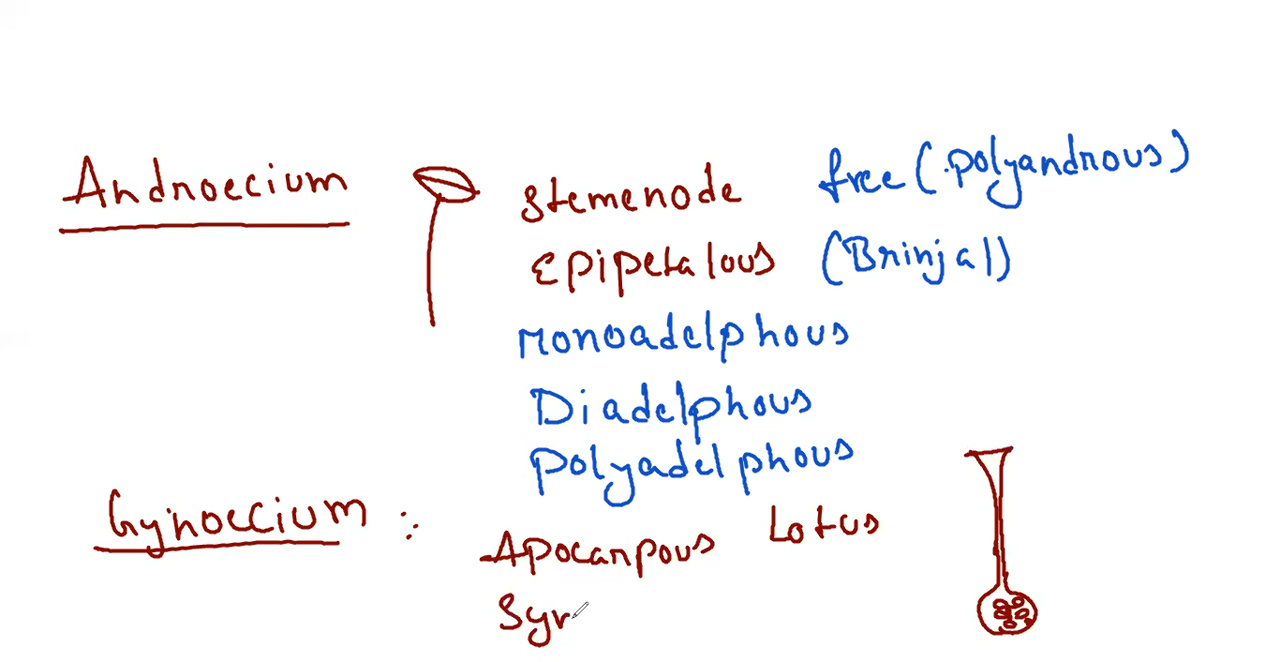 Androecium
stemenode free (polyandrous)
Epipetalous (Brinjal)
monoadelphous
Diadelphous
polyadelphous
Gynoecium :
Apocarpous Lotus
Syn